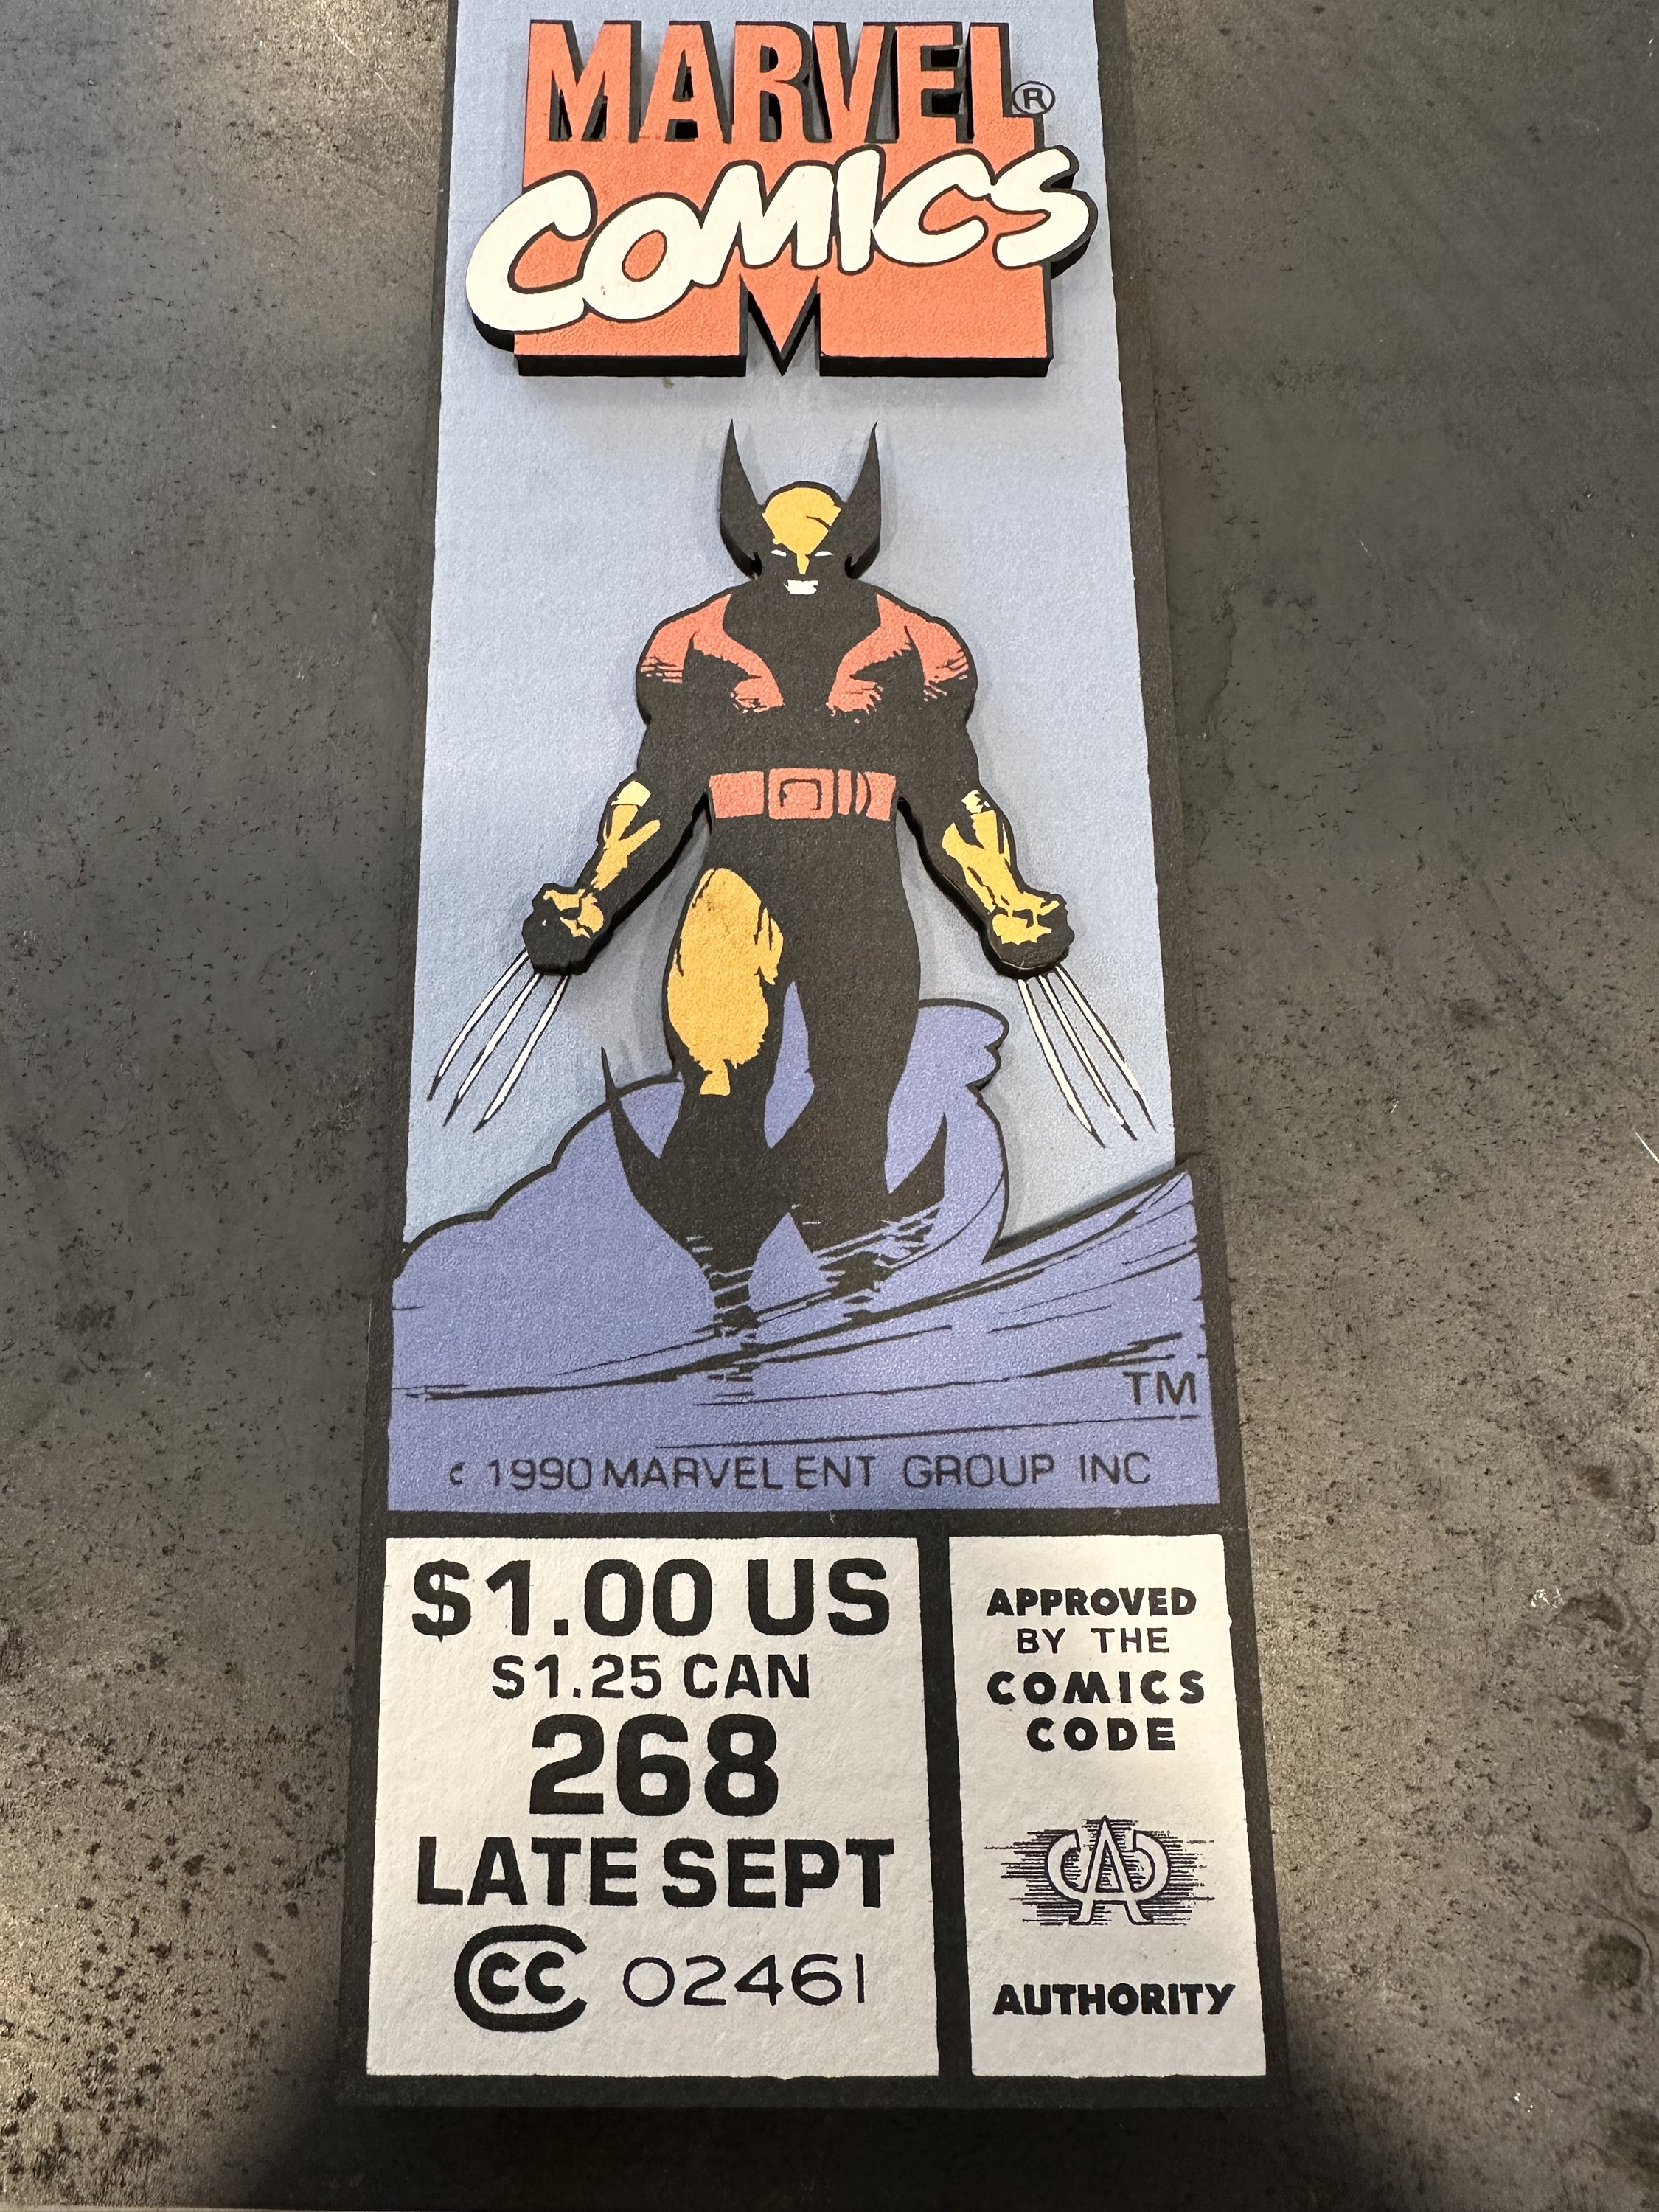 MARVEL®
COMICS
TM
c 1990 MARVEL ENT GROUP INC
$1.00 US
$1.25 CAN
268
LATE SEPT
CC 02461
APPROVED
BY THE
COMICS
CODE
CA
AUTHORITY